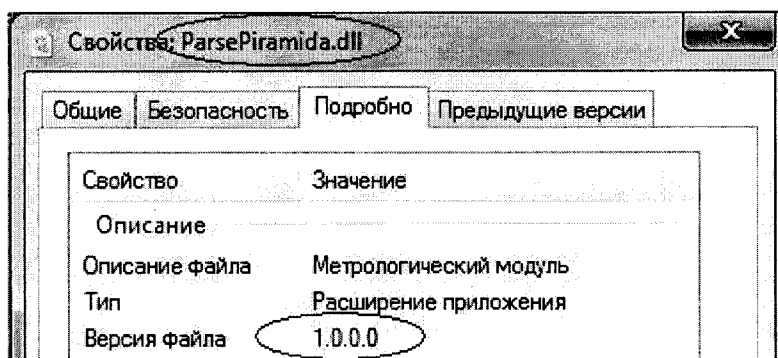 Свойства: ParsePiramida.dll
Общие Безопасность Подробно Предыдущие версии
Свойство Значение
Описание
Описание файла Метрологический модуль
Тип Расширение приложения
Версия файла 1.0.0.0